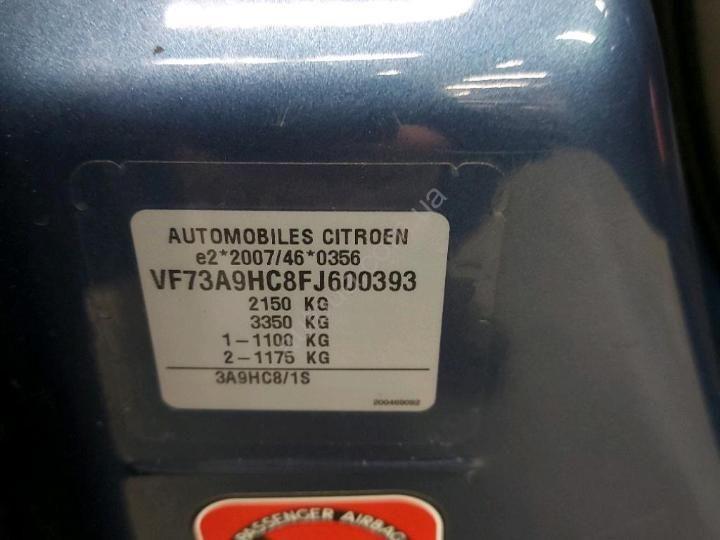 AUTOMOBILES CITROEN
e2*2007/46*0356
VF73A9HC8FJ600393
2150 KG
3350 KG
1-1100 KG
2-1175 KG
3A9HC8/1S
PASSENGER AIRBAG